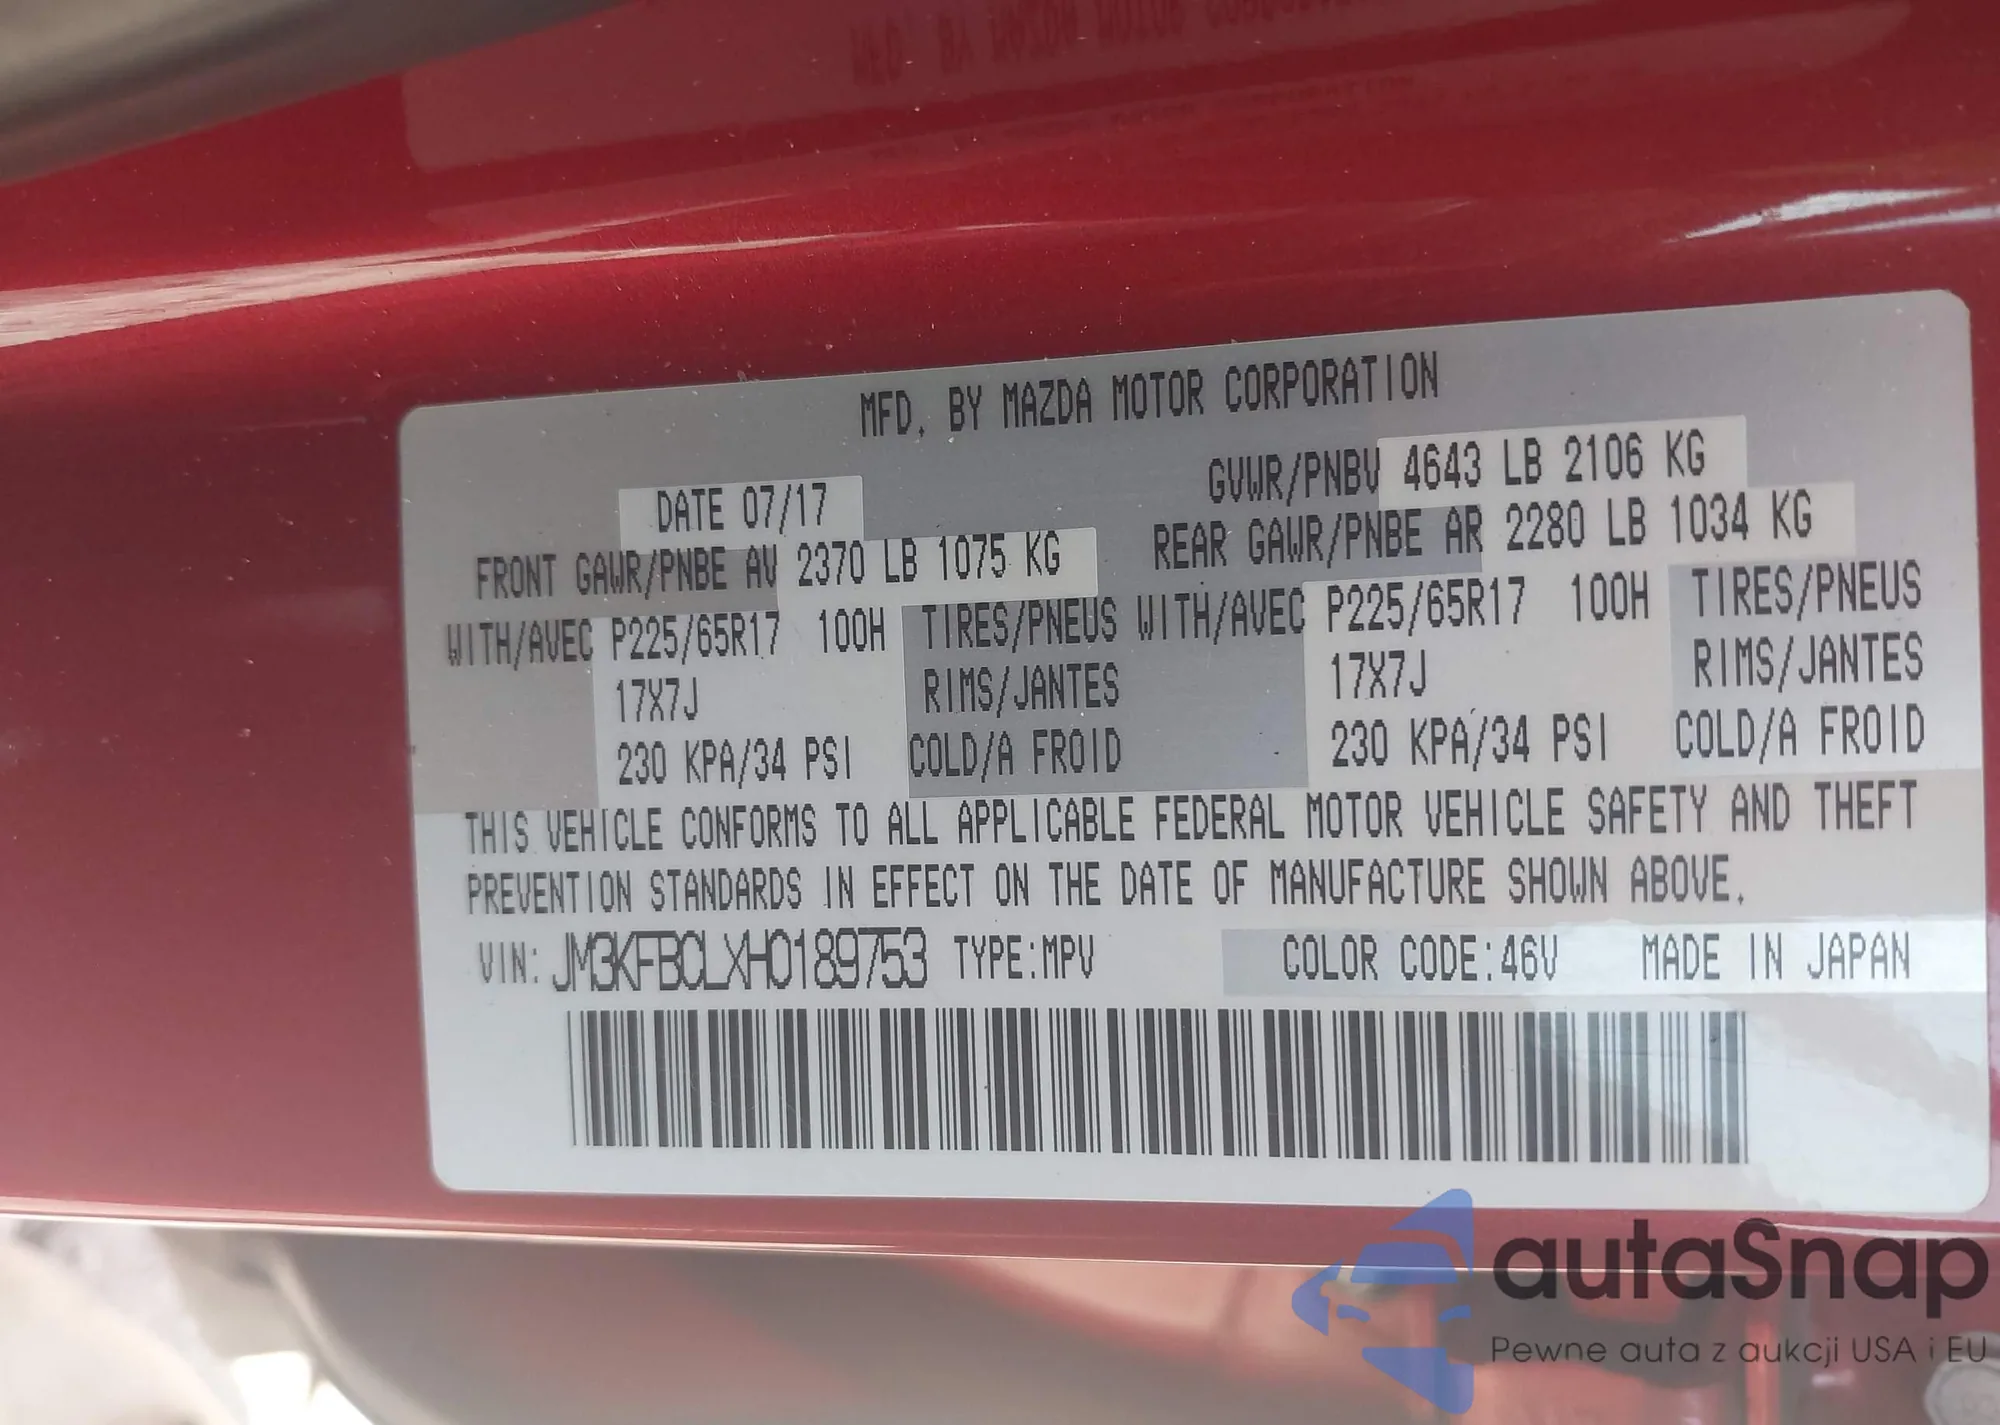 MFD. BY MAZDA MOTOR CORPORATION
DATE 07/17 GVWR/PNBV 4643 LB 2106 KG
FRONT GAWR/PNBE AV 2370 LB 1075 KG REAR GAWR/PNBE AR 2280 LB 1034 KG
WITH/AVEC P225/65R17 100H TIRES/PNEUS WITH/AVEC P225/65R17 100H TIRES/PNEUS
17X7J RIMS/JANTES 17X7J RIMS/JANTES
230 KPA/34 PSI COLD/A FROID 230 KPA/34 PSI COLD/A FROID
THIS VEHICLE CONFORMS TO ALL APPLICABLE FEDERAL MOTOR VEHICLE SAFETY AND THEFT
PREVENTION STANDARDS IN EFFECT ON THE DATE OF MANUFACTURE SHOWN ABOVE.
VIN: JM3KFBCLXH0189753 TYPE:MPV COLOR CODE:46V MADE IN JAPAN
autaSnap
Pewne auta z aukcji USA i EU